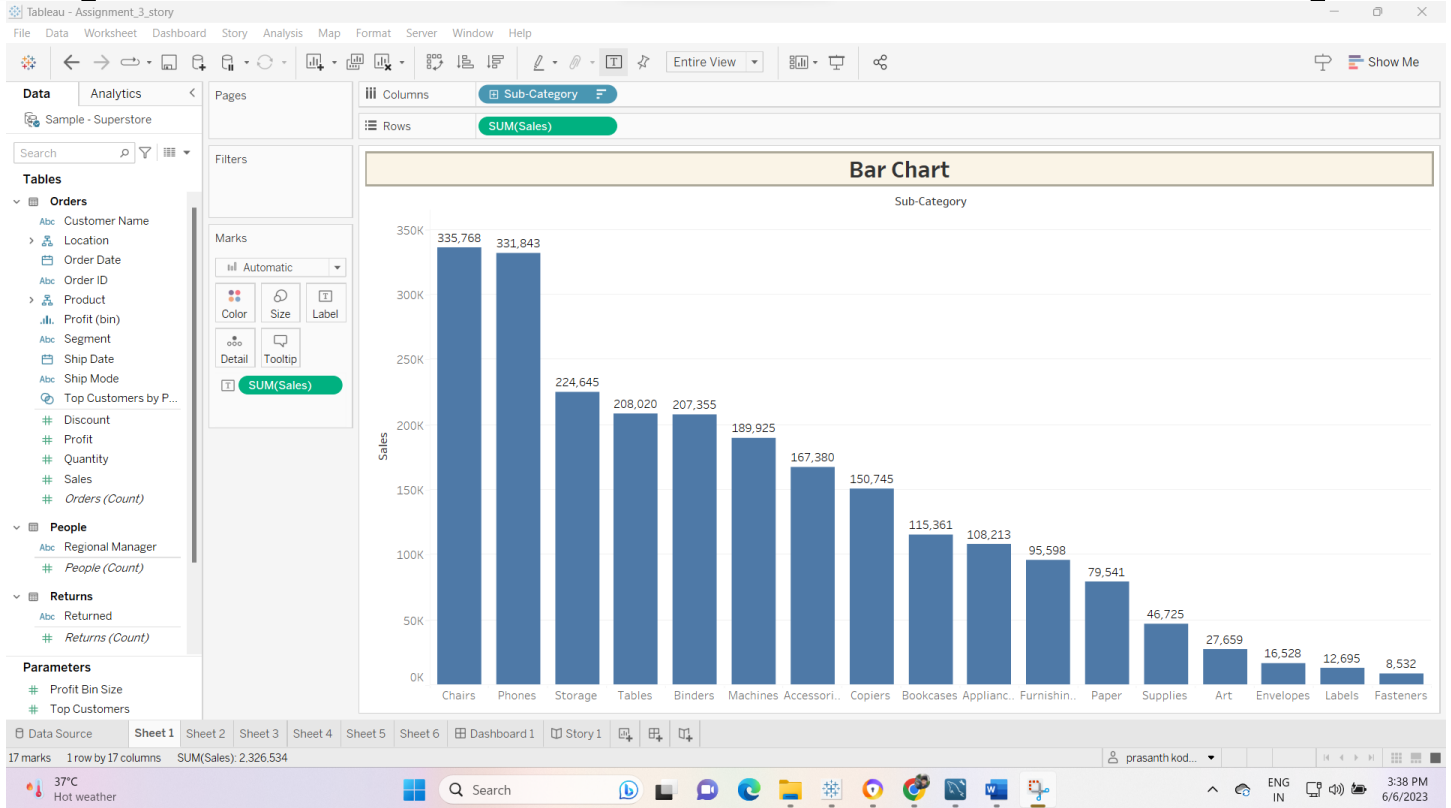 Tableau - Assignment_3_story
File Data Worksheet Dashboard Story Analysis Map Format Server Window Help
Entire View
Show Me
Data Analytics
Sample - Superstore
Search
Tables
Orders
Abc Customer Name
Location
Order Date
Abc Order ID
Product
Profit (bin)
Abc Segment
Ship Date
Abc Ship Mode
Top Customers by P...
Discount
Profit
Quantity
Sales
Orders (Count)
People
Abc Regional Manager
People (Count)
Returns
Abc Returned
Returns (Count)
Parameters
Profit Bin Size
Top Customers
Pages
Filters
Marks
Automatic
Color Size Label
Detail Tooltip
SUM(Sales)
Columns Sub-Category
Rows SUM(Sales)
Bar Chart
Sub-Category
Sales
350K
300K
250K
200K
150K
100K
50K
0K
335,768 331,843 224,645 208,020 207,355 189,925 167,380 150,745 115,361 108,213 95,598 79,541 46,725 27,659 16,528 12,695 8,532
Chairs Phones Storage Tables Binders Machines Accessori.. Copiers Bookcases Applianc.. Furnishin.. Paper Supplies Art Envelopes Labels Fasteners
Data Source Sheet 1 Sheet 2 Sheet 3 Sheet 4 Sheet 5 Sheet 6 Dashboard 1 Story 1
17 marks 1 row by 17 columns SUM(Sales): 2,326,534
prasanth kod...
37°C
Hot weather
Search
ENG
IN
3:38 PM
6/6/2023